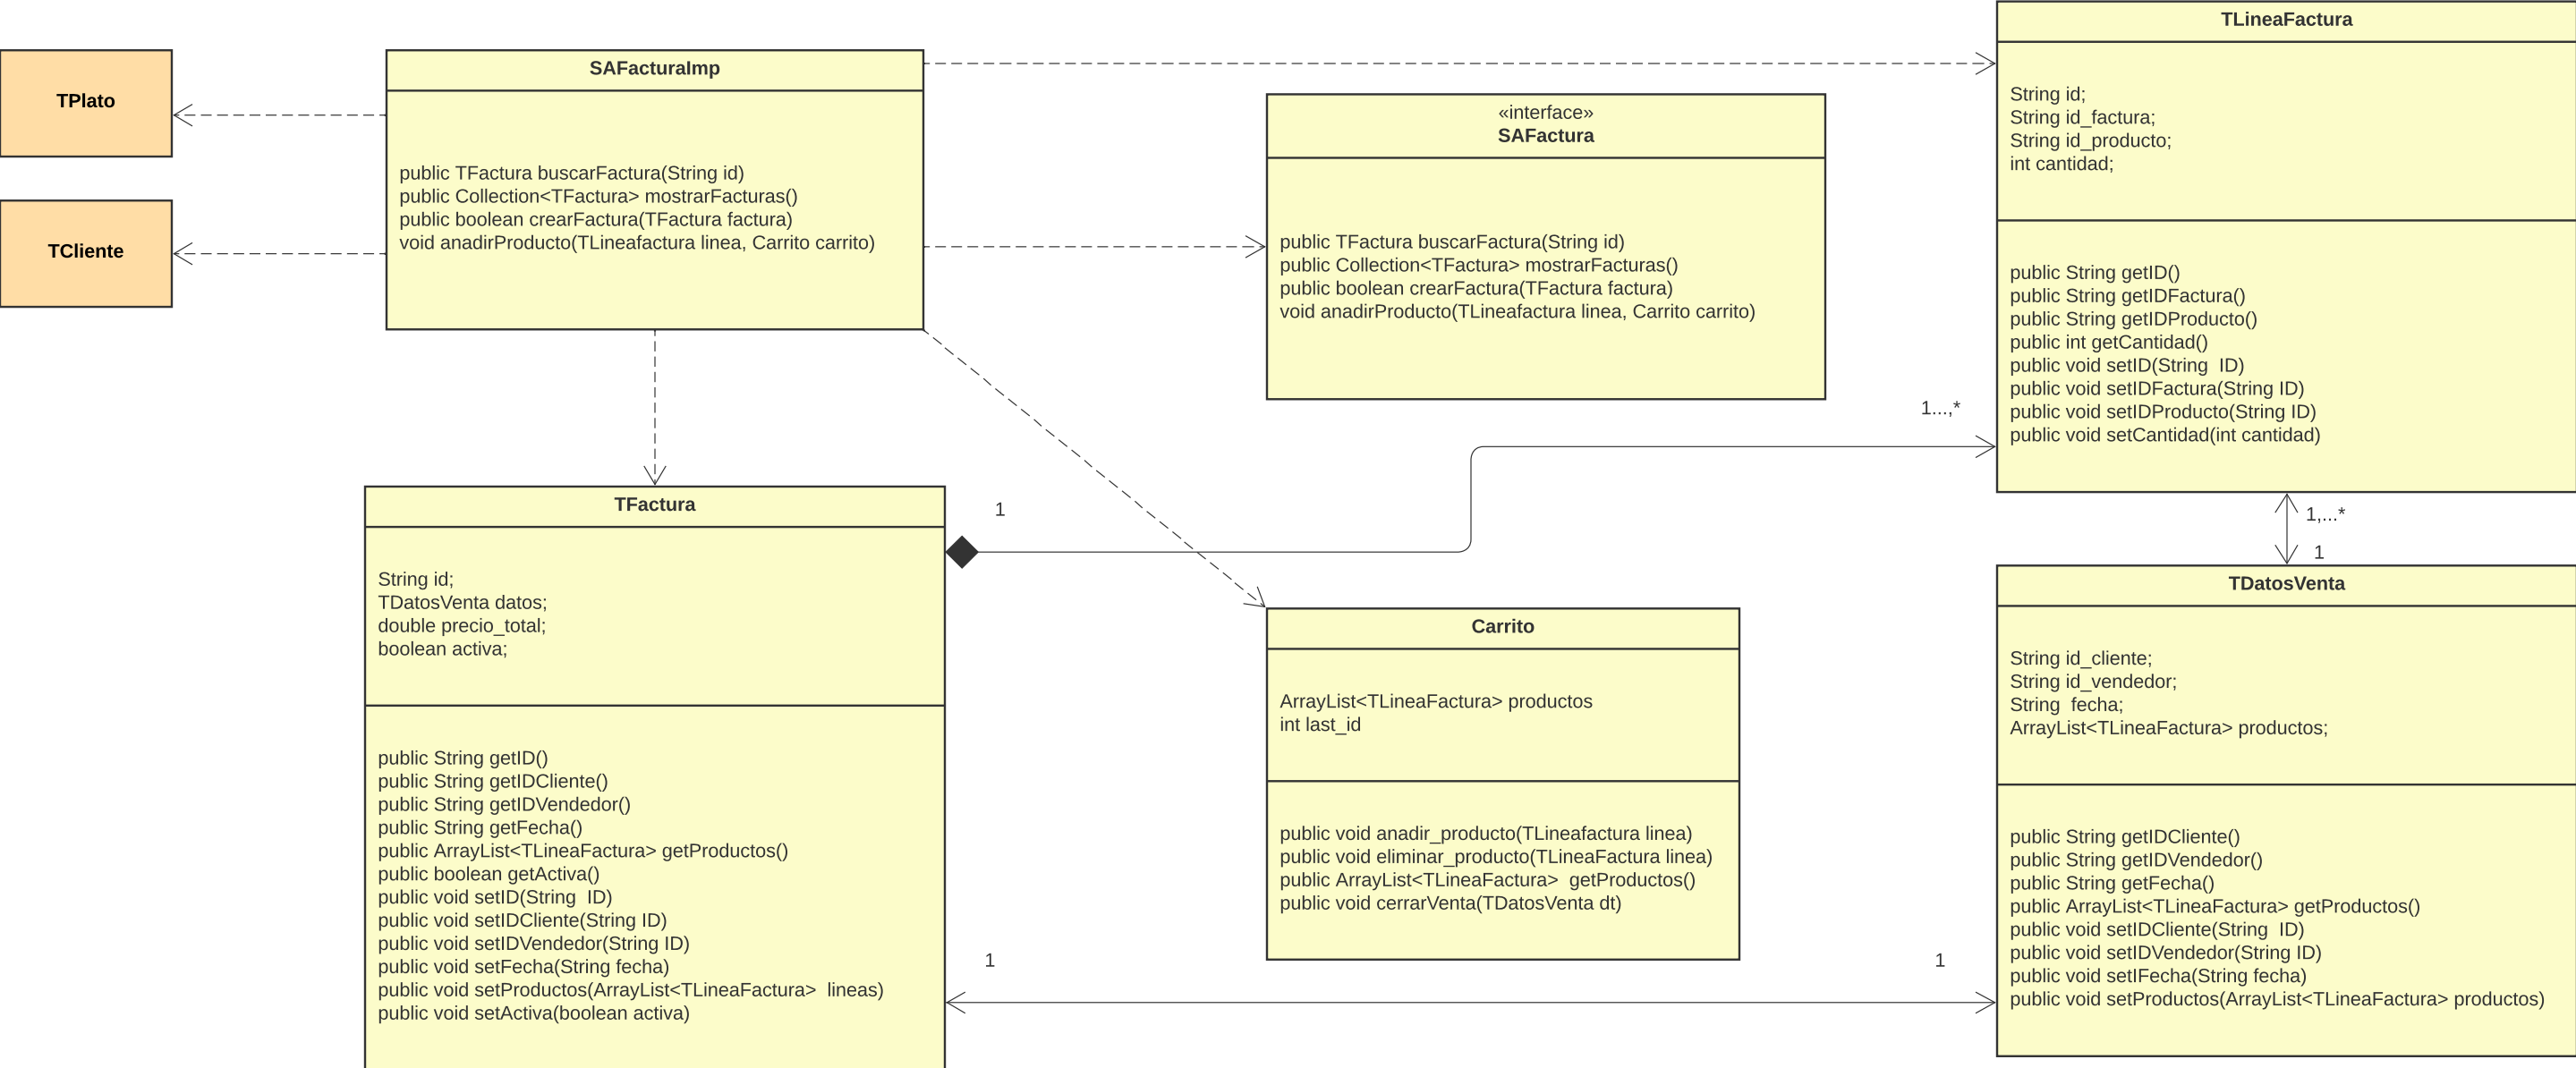 TPlato
TCliente
SAFacturaImp
public TFactura buscarFactura(String id)
public Collection<TFactura> mostrarFacturas()
public boolean crearFactura(TFactura factura)
void anadirProducto(TLineafactura linea, Carrito carrito)
«interface»
SAFactura
public TFactura buscarFactura(String id)
public Collection<TFactura> mostrarFacturas()
public boolean crearFactura(TFactura factura)
void anadirProducto(TLineafactura linea, Carrito carrito)
TLineaFactura
String id;
String id_factura;
String id_producto;
int cantidad;
public String getID()
public String getIDFactura()
public String getIDProducto()
public int getCantidad()
public void setID(String  ID)
public void setIDFactura(String ID)
public void setIDProducto(String ID)
public void setCantidad(int cantidad)
1...,*
1
1,...*
1
TFactura
String id;
TDatosVenta datos;
double precio_total;
boolean activa;
public String getID()
public String getIDCliente()
public String getIDVendedor()
public String getFecha()
public ArrayList<TLineaFactura> getProductos()
public boolean getActiva()
public void setID(String  ID)
public void setIDCliente(String ID)
public void setIDVendedor(String ID)
public void setFecha(String fecha)
public void setProductos(ArrayList<TLineaFactura>  lineas)
public void setActiva(boolean activa)
Carrito
ArrayList<TLineaFactura> productos
int last_id
public void anadir_producto(TLineafactura linea)
public void eliminar_producto(TLineaFactura linea)
public ArrayList<TLineaFactura>  getProductos()
public void cerrarVenta(TDatosVenta dt)
1
1
TDatosVenta
String id_cliente;
String id_vendedor;
String  fecha;
ArrayList<TLineaFactura> productos;
public String getIDCliente()
public String getIDVendedor()
public String getFecha()
public ArrayList<TLineaFactura> getProductos()
public void setIDCliente(String  ID)
public void setIDVendedor(String ID)
public void setIFecha(String fecha)
public void setProductos(ArrayList<TLineaFactura> productos)